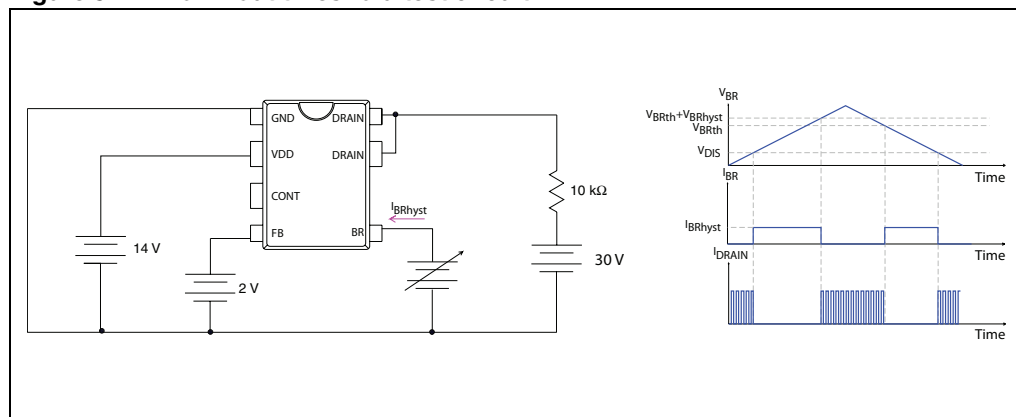 GND
DRAIN
VDD
DRAIN
CONT
FB
BR
IBRhyst
14 V
2 V
10 kΩ
30 V
VBR
VBRth+VBRhyst
VBRth
VDIS
Time
IBR
IBRhyst
Time
IDRAIN
Time